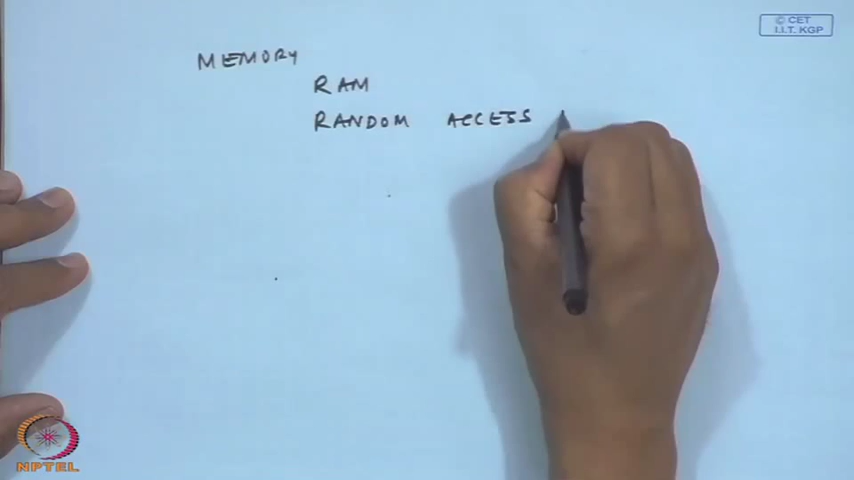 © CET
I.I.T. KGP
MEMORY
RAM
RANDOM ACCESS
NPTEL